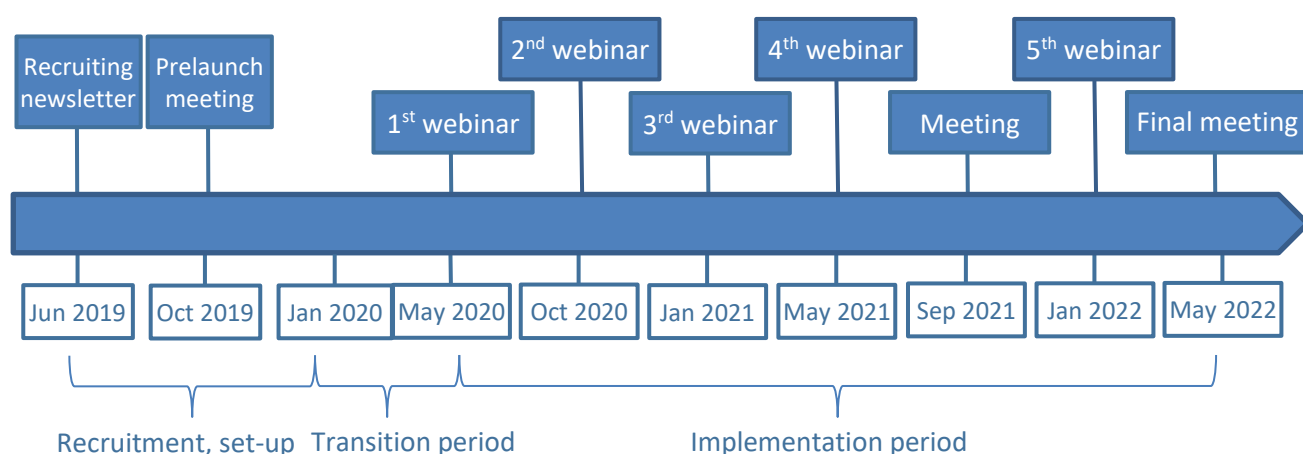 Recruiting
newsletter
Prelaunch
meeting
1st webinar
2nd webinar
3rd webinar
4th webinar
Meeting
5th webinar
Final meeting
Jun 2019
Oct 2019
Jan 2020
May 2020
Oct 2020
Jan 2021
May 2021
Sep 2021
Jan 2022
May 2022
Recruitment, set-up
Transition period
Implementation period